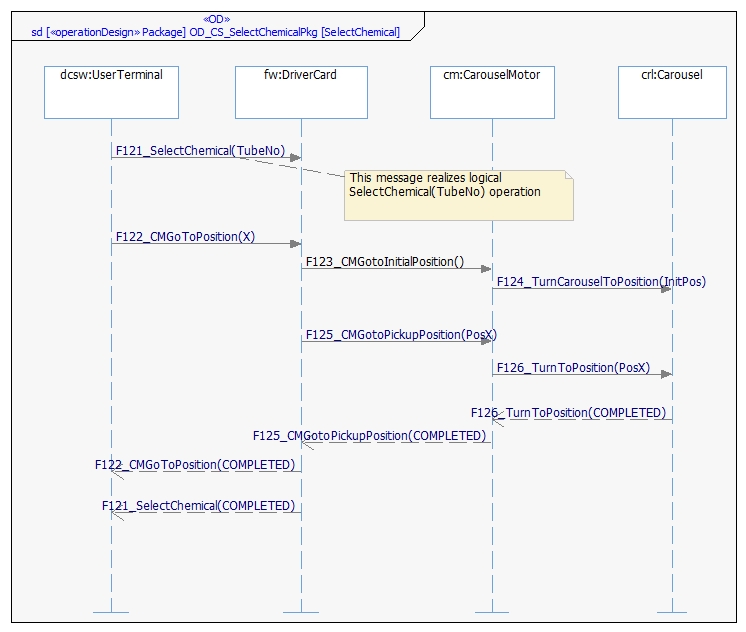 «OD»
sd [«operationDesign» Package] OD_CS_SelectChemicalPkg [SelectChemical]
dcsw:UserTerminal
fw:DriverCard
cm:CarouselMotor
crl:Carousel
F121_SelectChemical(TubeNo)
This message realizes logical
SelectChemical(TubeNo) operation
F122_CMGoToPosition(X)
F123_CMGotoInitialPosition()
F124_TurnCarouselToPosition(InitPos)
F125_CMGotoPickupPosition(PosX)
F126_TurnToPosition(PosX)
F126_TurnToPosition(COMPLETED)
F125_CMGotoPickupPosition(COMPLETED)
F122_CMGoToPosition(COMPLETED)
F121_SelectChemical(COMPLETED)